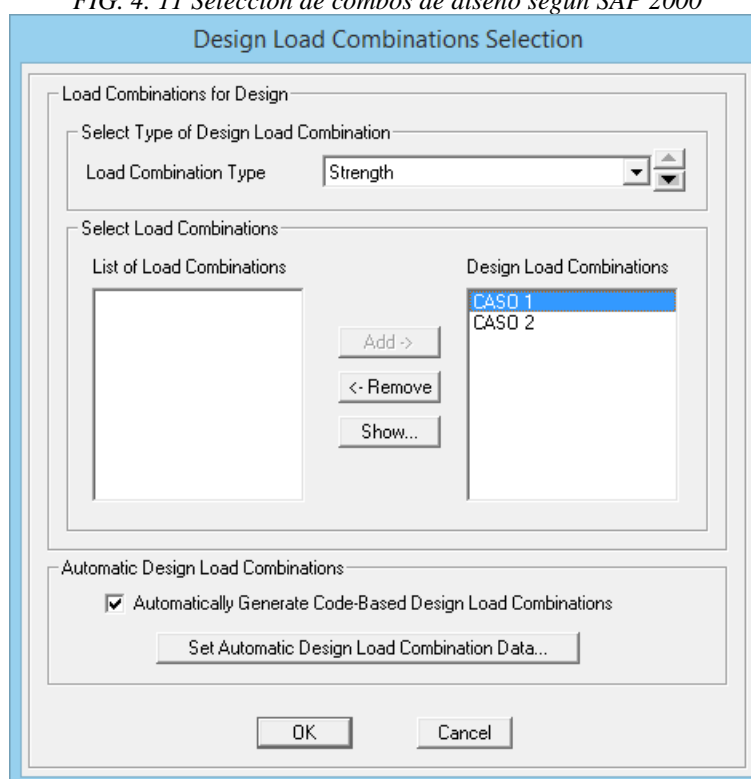 FIG. 4. 11 Selección de combos de diseño según SAP 2000
Design Load Combinations Selection
Load Combinations for Design
Select Type of Design Load Combination
Load Combination Type
Strength
Select Load Combinations
List of Load Combinations
Design Load Combinations
CASO 1
CASO 2
Add ->
<- Remove
Show...
Automatic Design Load Combinations
Automatically Generate Code-Based Design Load Combinations
Set Automatic Design Load Combination Data...
OK
Cancel